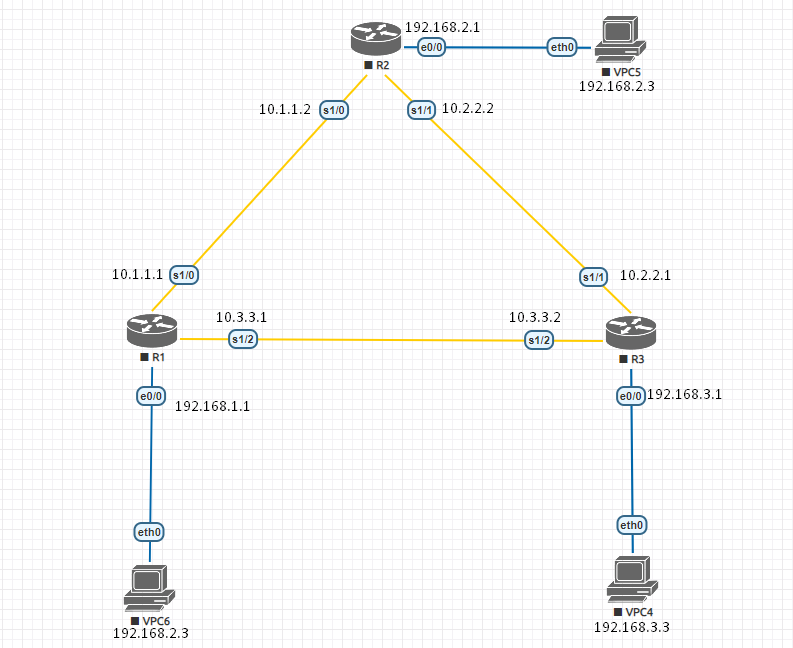 192.168.2.1
e0/0
eth0
R2
VPC5
192.168.2.3
10.1.1.2
s1/0
s1/1
10.2.2.2
10.1.1.1
s1/0
s1/1
10.2.2.1
10.3.3.1
10.3.3.2
s1/2
s1/2
R1
R3
e0/0
192.168.1.1
e0/0
192.168.3.1
eth0
eth0
VPC6
192.168.2.3
VPC4
192.168.3.3